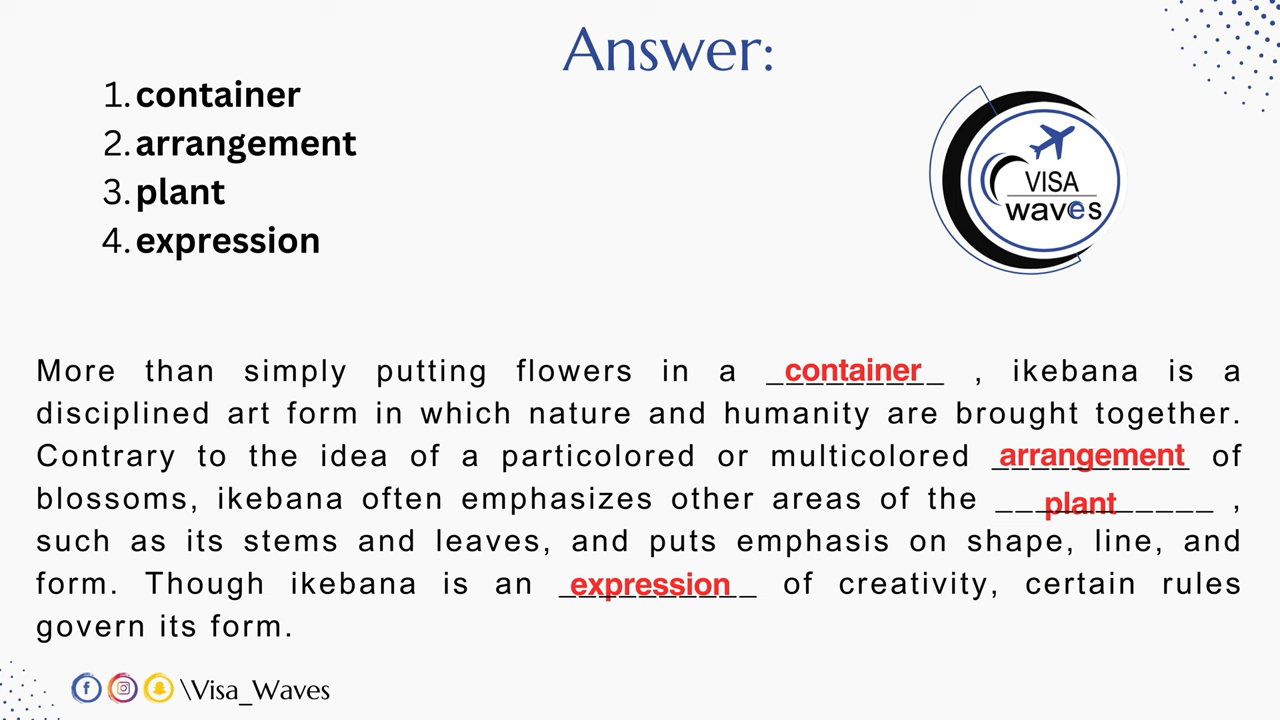 Answer:
1. container
2. arrangement
3. plant
4. expression
VISA
waves
More than simply putting flowers in a container , ikebana is a
disciplined art form in which nature and humanity are brought together.
Contrary to the idea of a particolored or multicolored arrangement of
blossoms, ikebana often emphasizes other areas of the plant ,
such as its stems and leaves, and puts emphasis on shape, line, and
form. Though ikebana is an expression of creativity, certain rules
govern its form.
\Visa_Waves